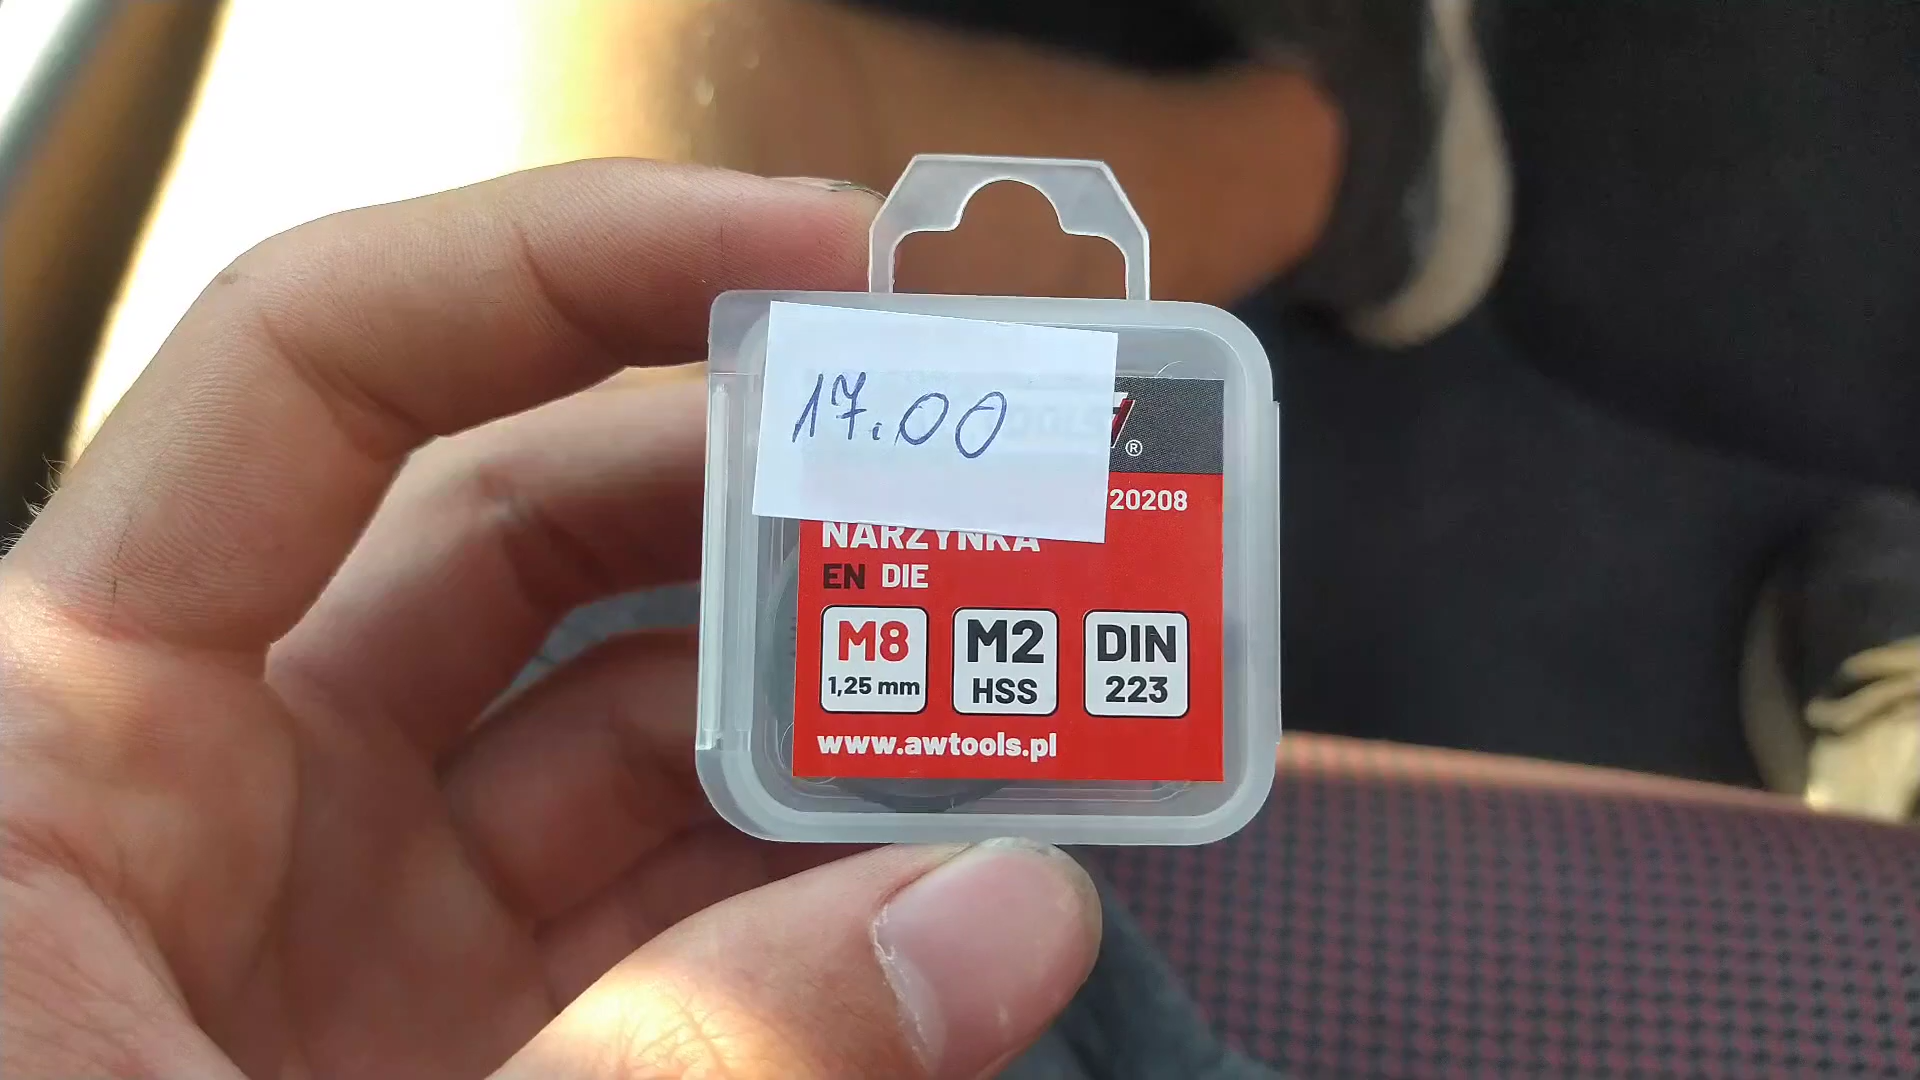 17.00
®
20208
NARZYNKA
EN DIE
M8
1,25 mm
M2
HSS
DIN
223
www.awtools.pl